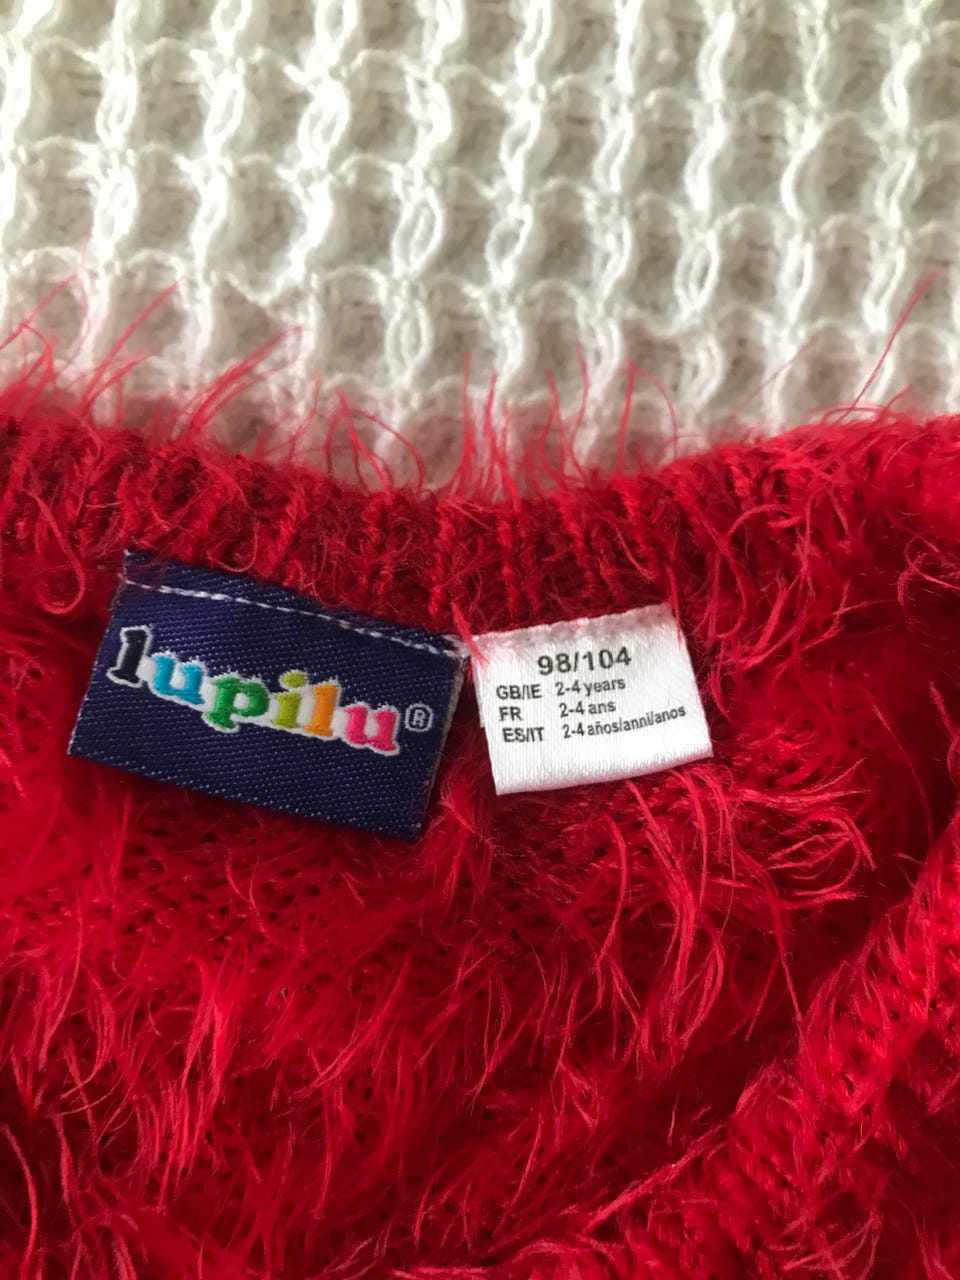 lupilu®
98/104
GB/IE 2-4 years
FR 2-4 ans
ES/IT 2-4 años/anni/anos